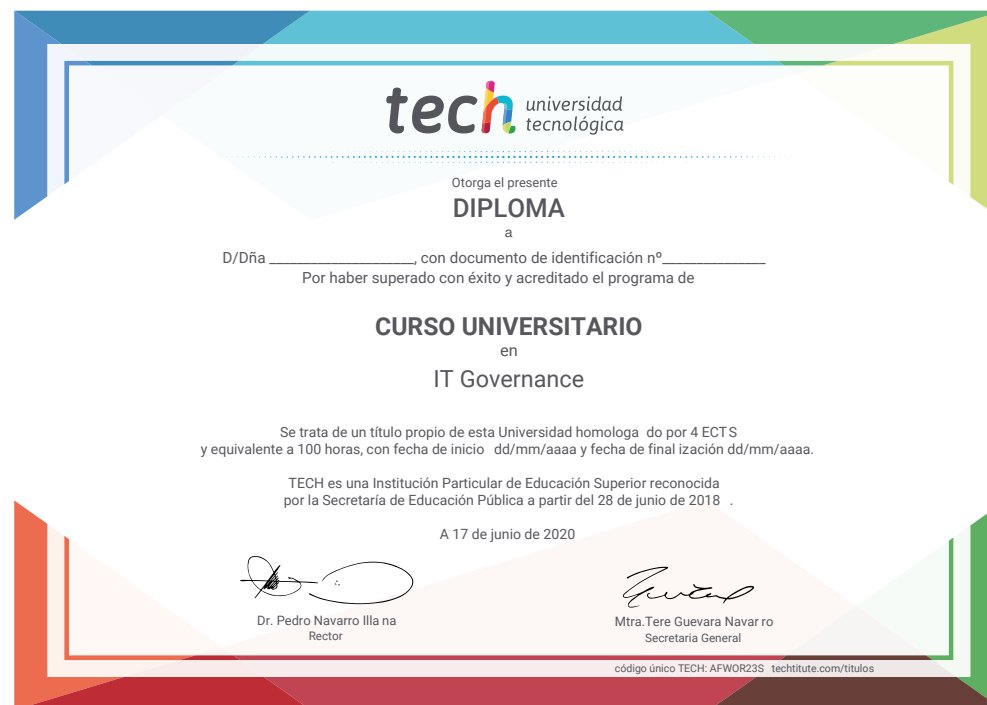 tech universidad
tecnológica
Otorga el presente
DIPLOMA
a
D/Dña _____________________, con documento de identificación nº_______________
Por haber superado con éxito y acreditado el programa de
CURSO UNIVERSITARIO
en
IT Governance
Se trata de un título propio de esta Universidad homologa do por 4 ECTS
y equivalente a 100 horas, con fecha de inicio dd/mm/aaaa y fecha de final ización dd/mm/aaaa.
TECH es una Institución Particular de Educación Superior reconocida
por la Secretaría de Educación Pública a partir del 28 de junio de 2018 .
A 17 de junio de 2020
Dr. Pedro Navarro Illa na
Rector
Mtra.Tere Guevara Navar ro
Secretaria General
código único TECH: AFWOR23S techtitute.com/titulos